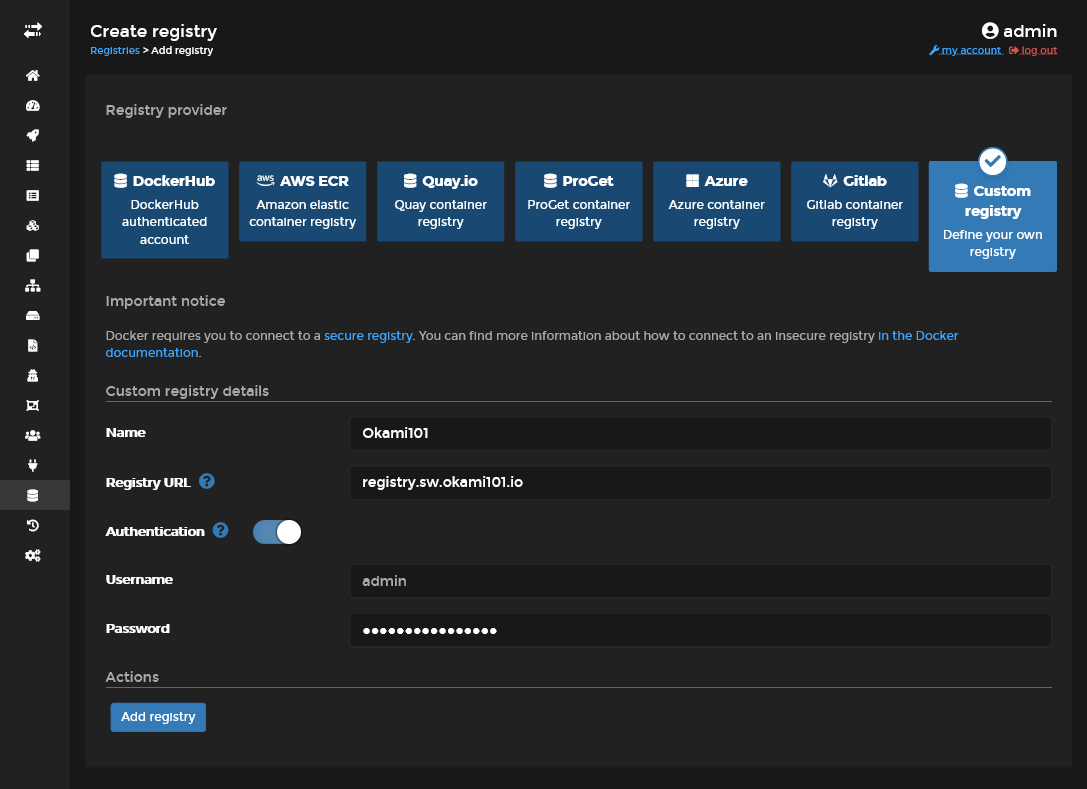 Create registry
admin
Registries > Add registry
my account log out
Registry provider
DockerHub
DockerHub
authenticated
account
aws AWS ECR
Amazon elastic
container registry
Quay.io
Quay container
registry
ProGet
ProGet container
registry
Azure
Azure container
registry
Gitlab
Gitlab container
registry
Custom
registry
Define your own
registry
Important notice
Docker requires you to connect to a secure registry. You can find more information about how to connect to an insecure registry in the Docker
documentation.
Custom registry details
Name
Okami101
Registry URL ?
registry.sw.okami101.io
Authentication ?
Username
admin
Password
●●●●●●●●●●●●●●●●
Actions
Add registry